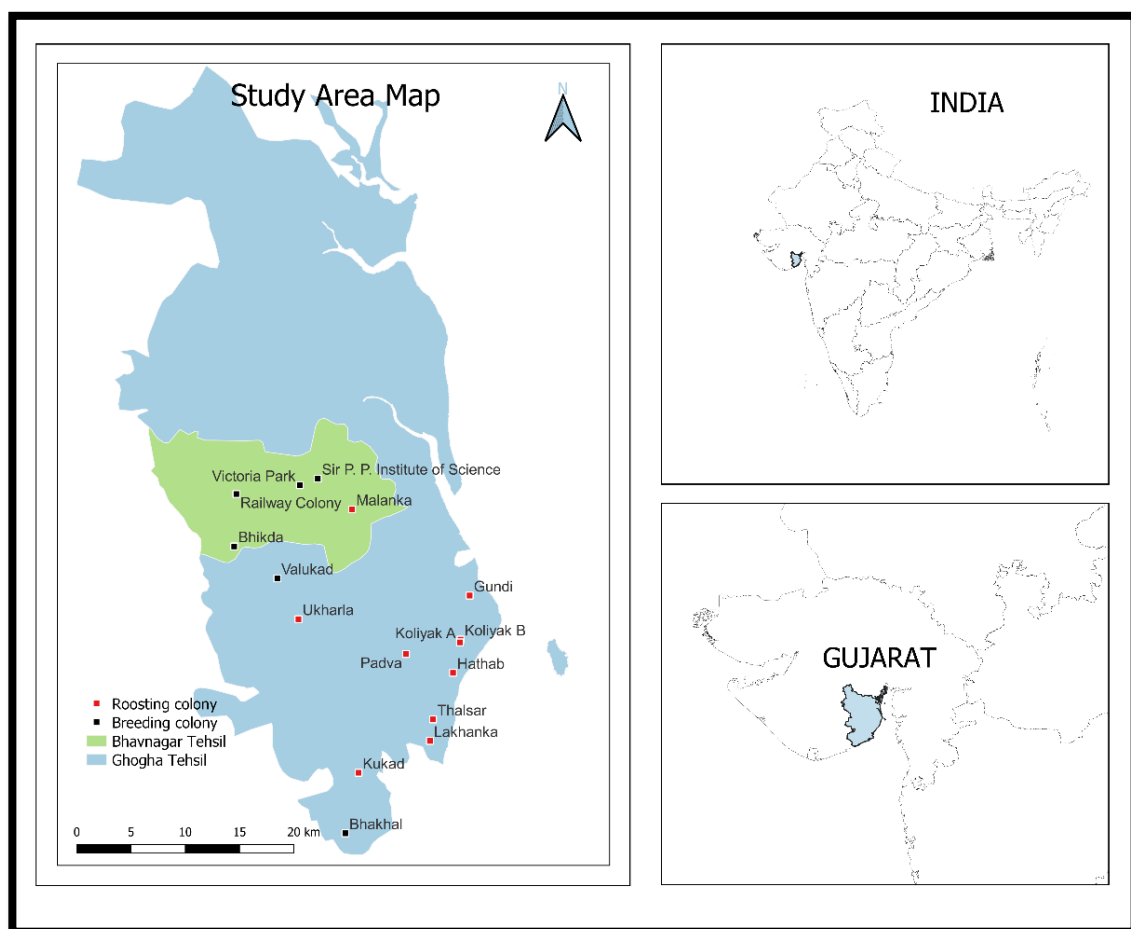 Study Area Map
N
Sir P. P. Institute of Science
Victoria Park
Railway Colony
Malanka
Bhikda
Valukad
Gundi
Ukharla
Koliyak A
Koliyak B
Padva
Hathab
Thalsar
Lakhanka
Kukad
Bhakhal
Roosting colony
Breeding colony
Bhavnagar Tehsil
Ghogha Tehsil
0 5 10 15 20 km
INDIA
GUJARAT